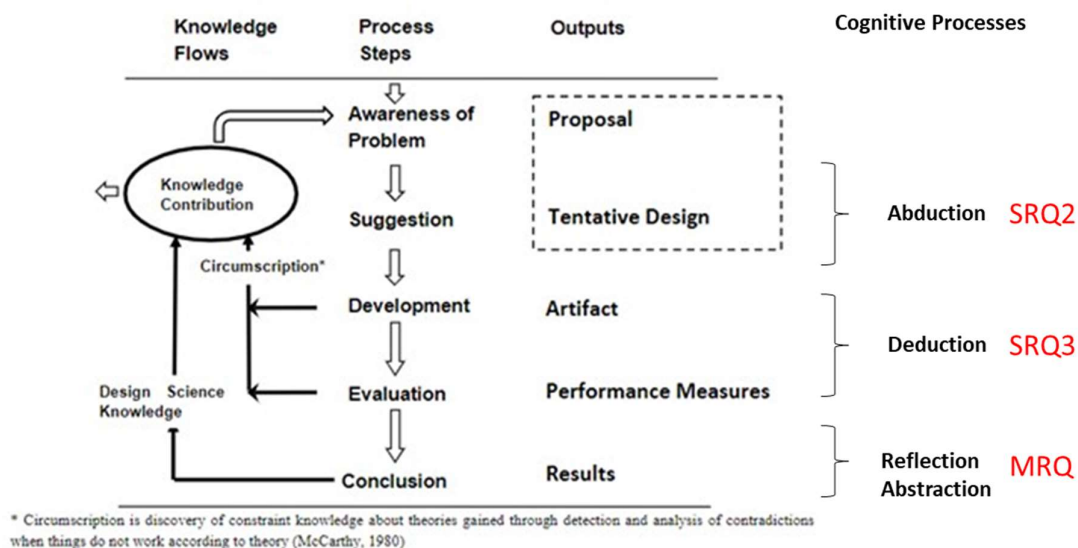 Knowledge Flows
Process Steps
Outputs
Cognitive Processes
Awareness of
Problem
Proposal
Knowledge
Contribution
Suggestion
Tentative Design
Abduction SRQ2
Circumscription*
Development
Artifact
Deduction SRQ3
Design Science
Knowledge
Evaluation
Performance Measures
Conclusion
Results
Reflection
Abstraction
MRQ
* Circumscription is discovery of constraint knowledge about theories gained through detection and analysis of contradictions
when things do not work according to theory (McCarthy, 1980)